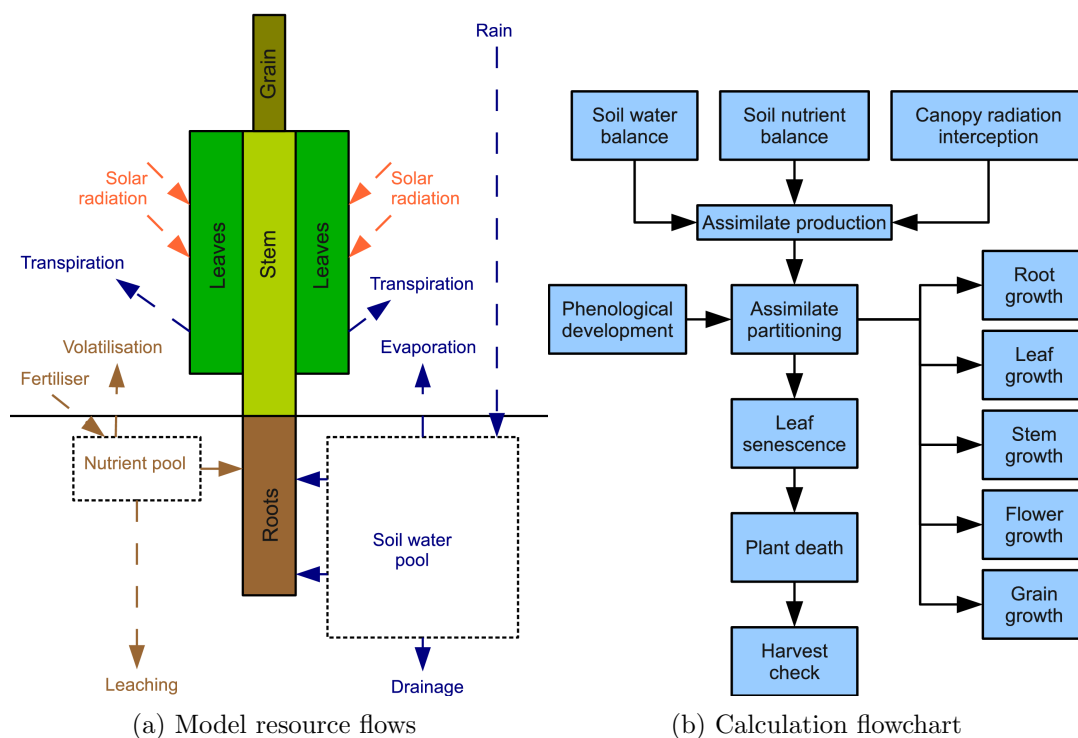 Grain
Rain
Solar
radiation
Solar
radiation
Leaves
Stem
Leaves
Transpiration
Transpiration
Volatilisation
Evaporation
Fertiliser
Nutrient pool
Roots
Soil water
pool
Leaching
Drainage
(a) Model resource flows
Soil water
balance
Soil nutrient
balance
Canopy radiation
interception
Assimilate production
Phenological
development
Assimilate
partitioning
Root
growth
Leaf
growth
Leaf
senescence
Stem
growth
Plant death
Flower
growth
Grain
growth
Harvest
check
(b) Calculation flowchart